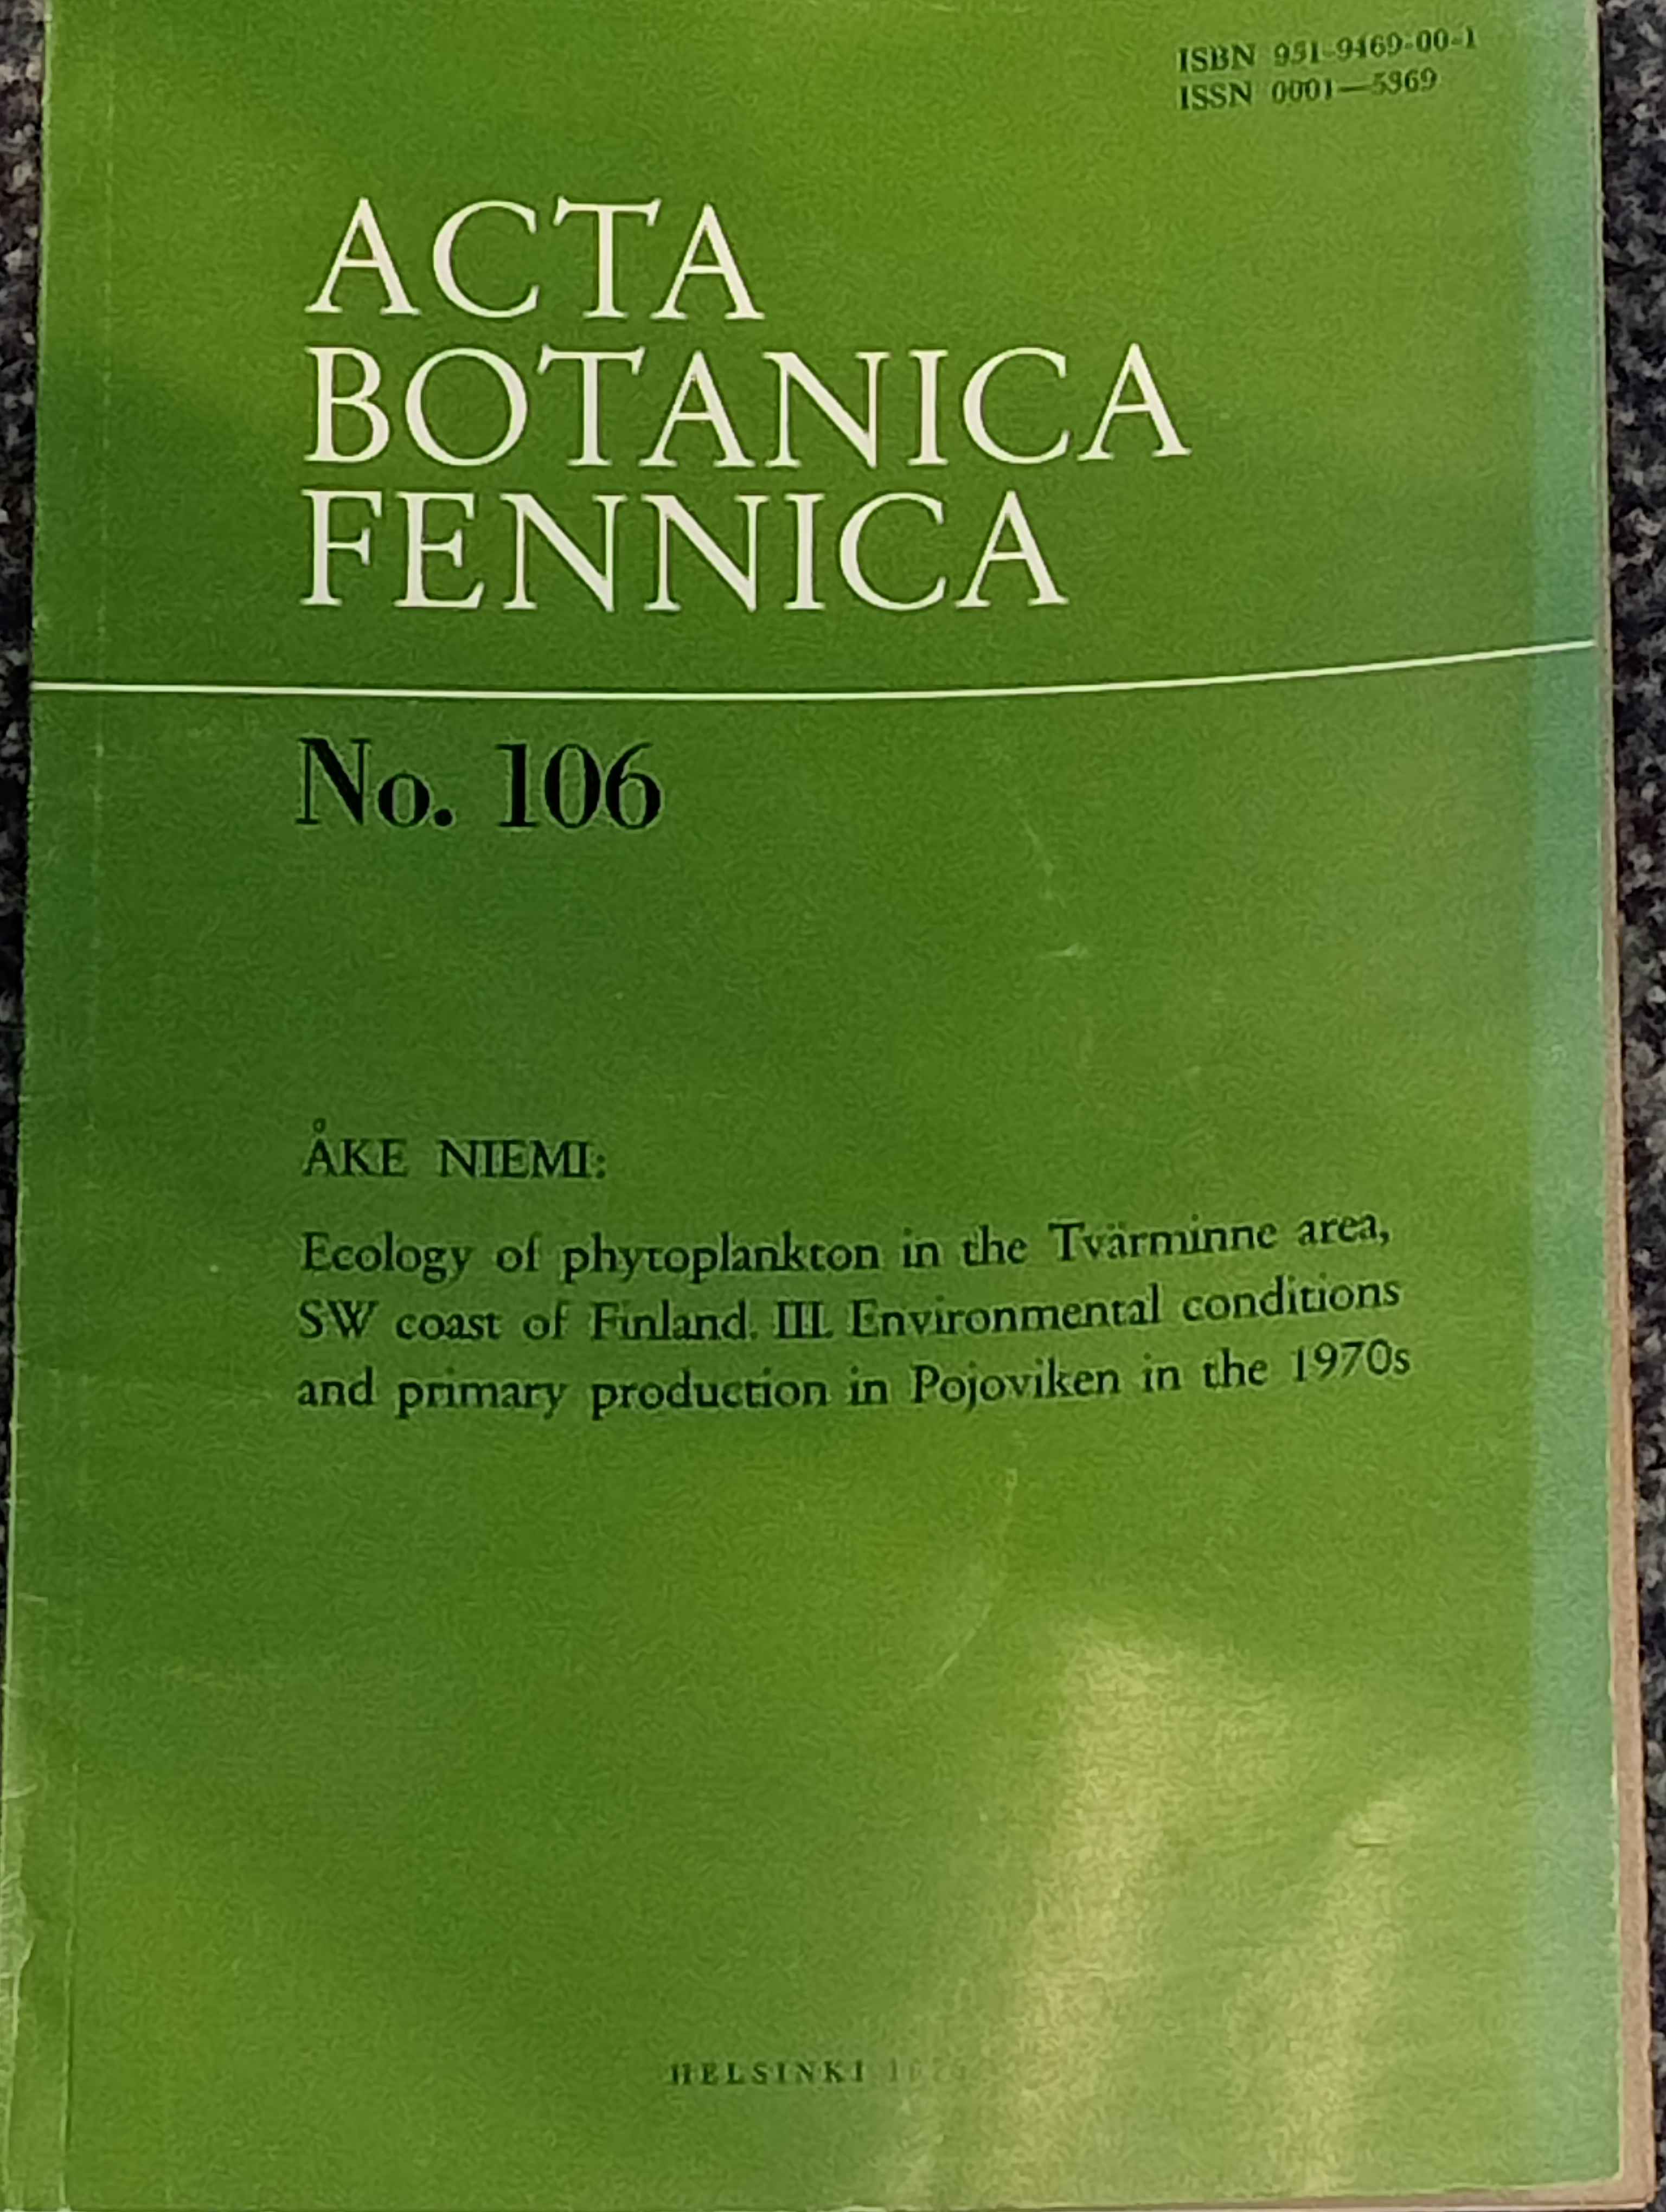 ISBN 951-9469-00-1
ISSN 0001—5369
ACTA
BOTANICA
FENNICA
No. 106
ÅKE NIEMI:
Ecology of phytoplankton in the Tvärminne area,
SW coast of Finland. III. Environmental conditions
and primary production in Pojoviken in the 1970s
HELSINKI